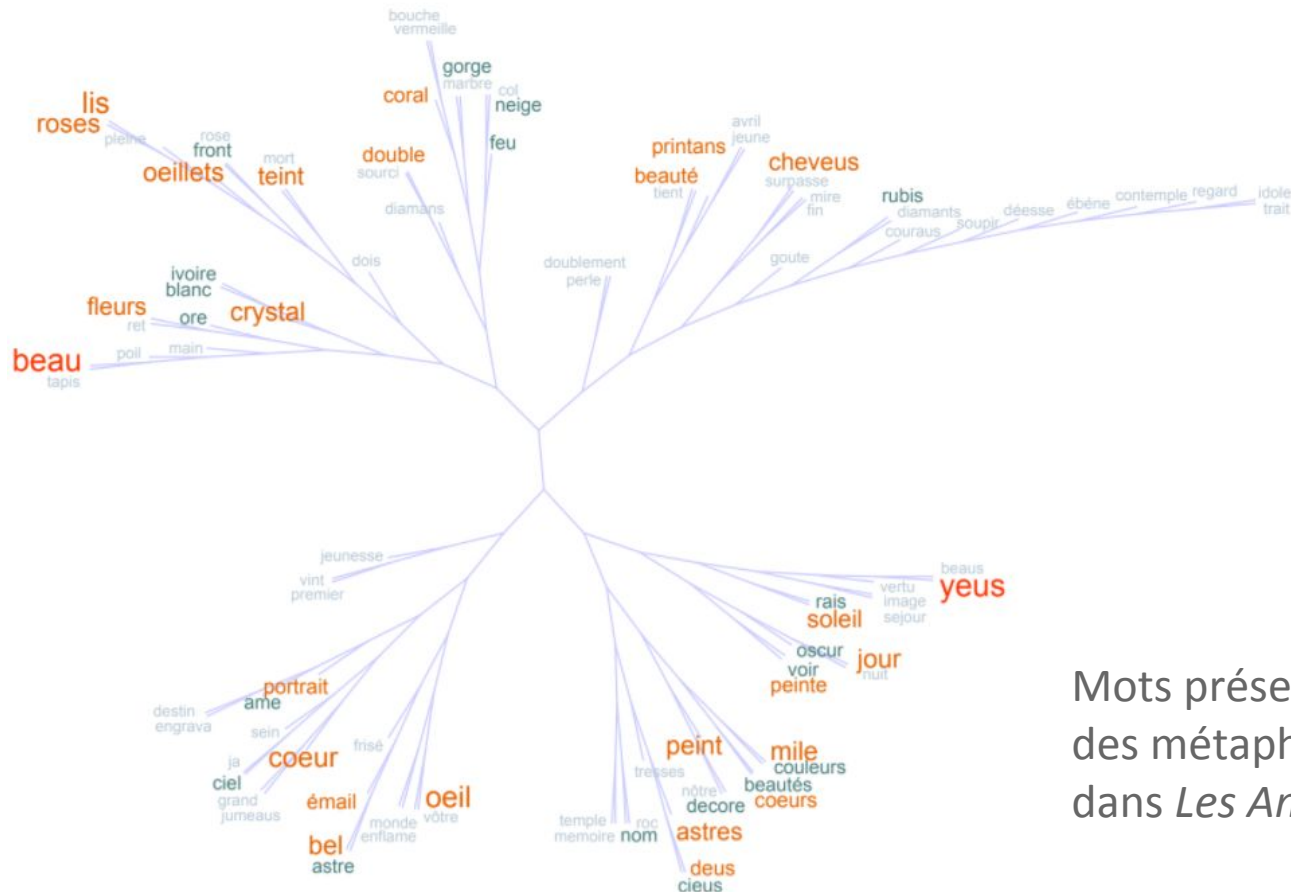 bouche
vermeille
gorge
marbre
coral
col
neige
feu
double
sourci
diamans
lis
roses
pleine
rose
front
oeillets
mort
teint
dois
ivoire
blanc
fleurs
ret
ore
crystal
beau
tapis
poil
main
doublement
perle
printans
beauté
tient
avril
jeune
cheveus
surpasse
mire
fin
goute
rubis
diamants
couraus
soupir
déesse
ébéne
contemple
regard
idole
trait
jeunesse
vint
premier
portrait
ame
destin
engrava
sein
ja
ciel
coeur
grand
jumeaus
frisé
émail
bel
astre
monde
enflame
oeil
vôtre
beaus
yeus
vertu
image
sejour
rais
soleil
oscur
voir
peinte
jour
nuit
peint
tresses
nôtre
decore
mile
couleurs
beautés
coeurs
temple
memoire
roc
nom
astres
deus
cieus
Mots prése
des métaph
dans Les Ar